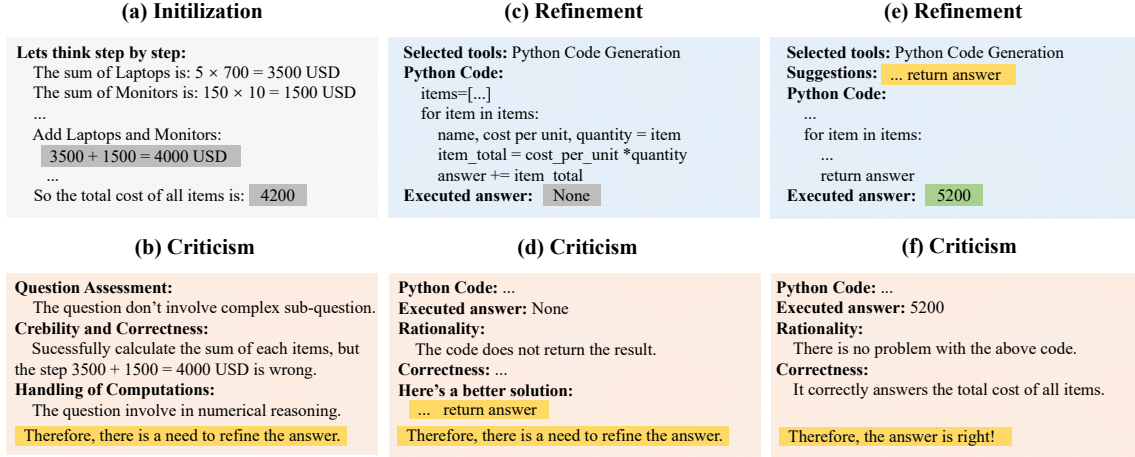 (a) Initilization
Lets think step by step:
The sum of Laptops is: 5 × 700 = 3500 USD
The sum of Monitors is: 150 × 10 = 1500 USD
...
Add Laptops and Monitors:
3500 + 1500 = 4000 USD
...
So the total cost of all items is: 4200
(b) Criticism
Question Assessment:
The question don't involve complex sub-question.
Crebility and Correctness:
Sucessfully calculate the sum of each items, but
the step 3500 + 1500 = 4000 USD is wrong.
Handling of Computations:
The question involve in numerical reasoning.
Therefore, there is a need to refine the answer.
(c) Refinement
Selected tools: Python Code Generation
Python Code:
items=[...]
for item in items:
name, cost per unit, quantity = item
item_total = cost_per_unit *quantity
answer += item total
Executed answer: None
(d) Criticism
Python Code: ...
Executed answer: None
Rationality:
The code does not return the result.
Correctness: ...
Here's a better solution:
... return answer
Therefore, there is a need to refine the answer.
(e) Refinement
Selected tools: Python Code Generation
Suggestions: ... return answer
Python Code:
...
for item in items:
...
return answer
Executed answer: 5200
(f) Criticism
Python Code: ...
Executed answer: 5200
Rationality:
There is no problem with the above code.
Correctness:
It correctly answers the total cost of all items.
Therefore, the answer is right!